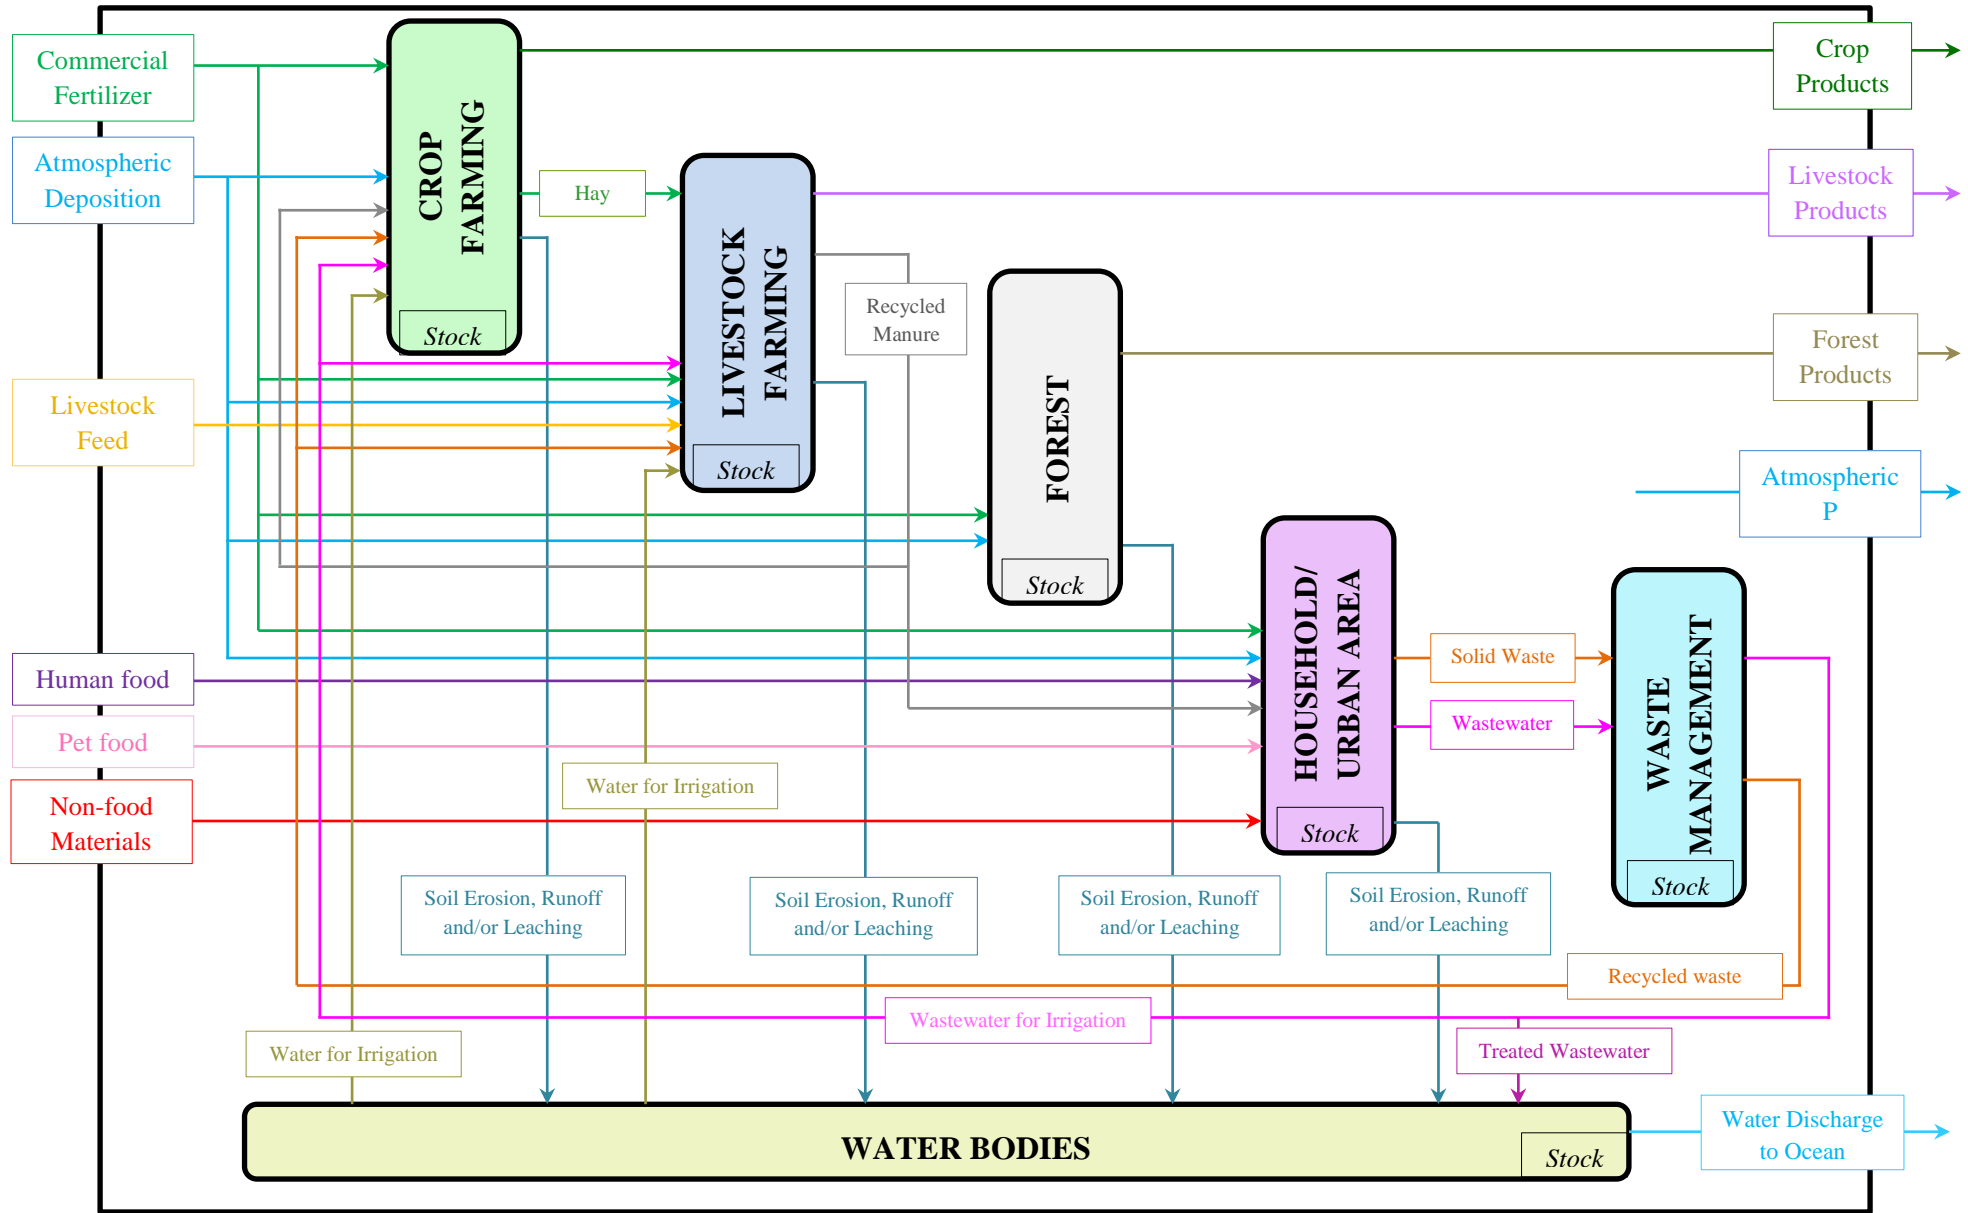 Commercial
Fertilizer
Atmospheric
Deposition
Livestock
Feed
Human food
Pet food
Non-food
Materials
CROP
FARMING
Stock
Hay
LIVESTOCK
FARMING
Stock
Recycled
Manure
FOREST
Stock
HOUSEHOLD/
URBAN AREA
Stock
Solid Waste
Wastewater
WASTE
MANAGEMENT
Stock
Crop
Products
Livestock
Products
Forest
Products
Atmospheric
P
Water for Irrigation
Soil Erosion, Runoff
and/or Leaching
Soil Erosion, Runoff
and/or Leaching
Soil Erosion, Runoff
and/or Leaching
Soil Erosion, Runoff
and/or Leaching
Recycled waste
Wastewater for Irrigation
Water for Irrigation
Treated Wastewater
WATER BODIES
Stock
Water Discharge
to Ocean